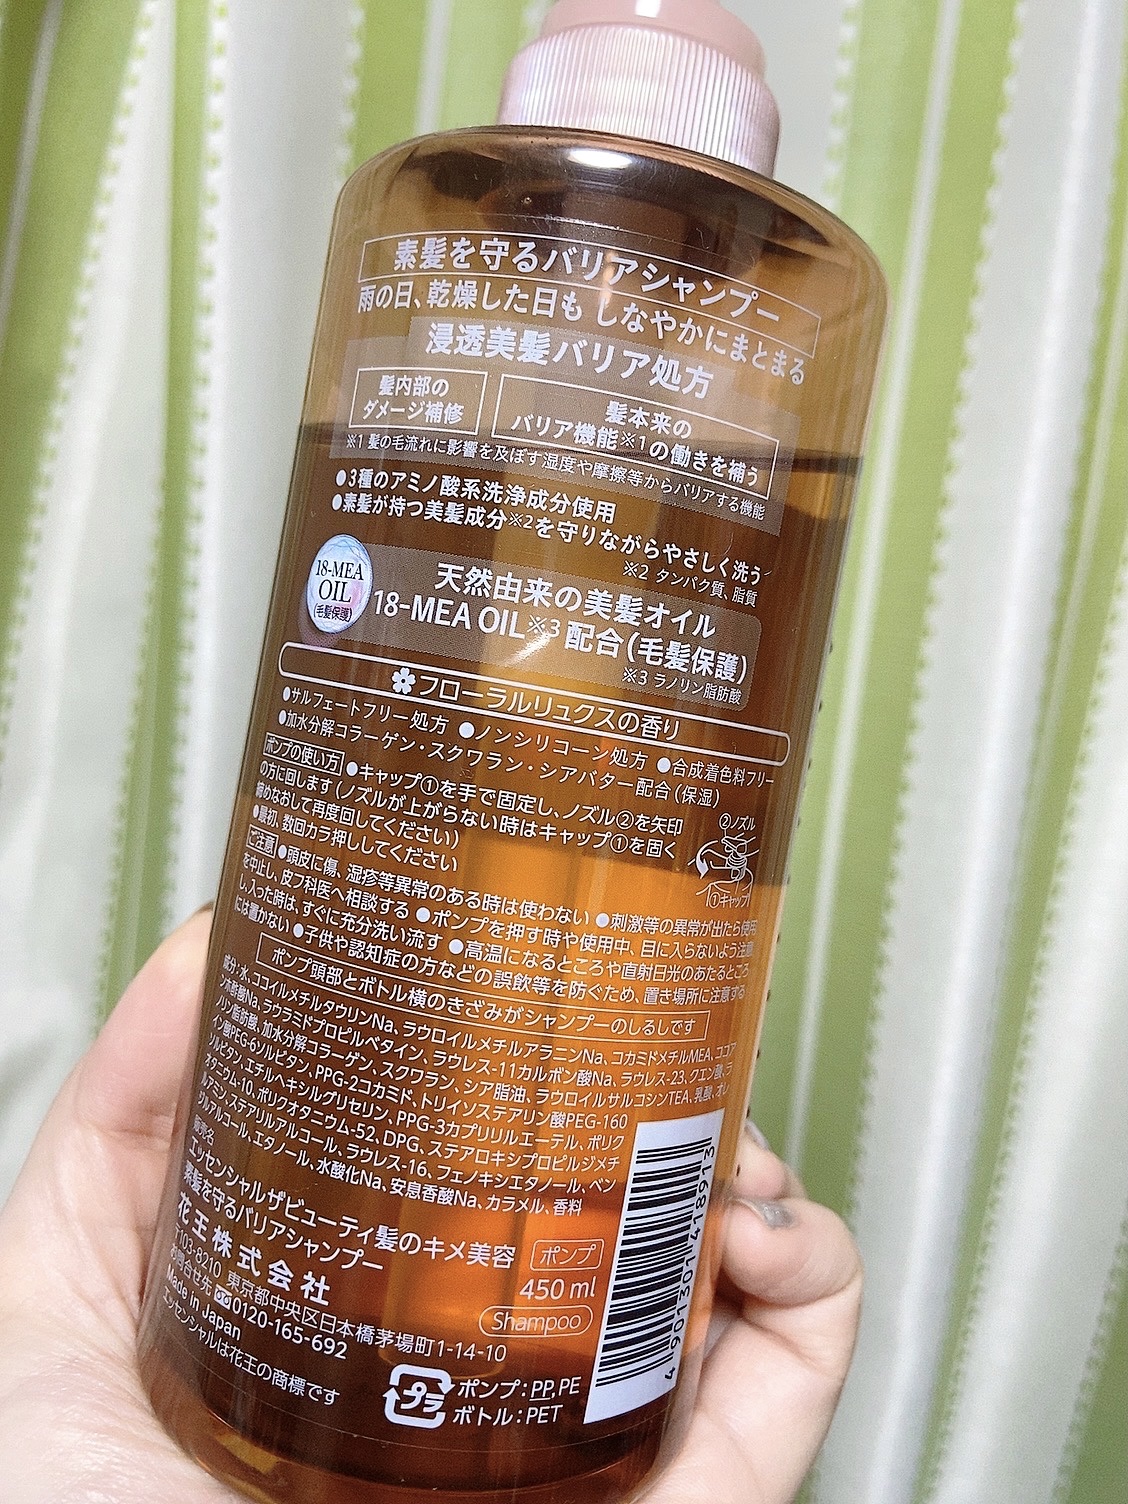 素髪を守るバリアシャンプー
雨の日、乾燥した日も しなやかにまとまる
浸透美髪バリア処方
髪内部の
ダメージ補修
髪本来の
バリア機能※1の働きを補う
※1 髪の毛流れに影響を及ぼす湿度や摩擦等からバリアする機能
●3種のアミノ酸系洗浄成分使用
●素髪が持つ美髪成分※2を守りながらやさしく洗う
※2 タンパク質、脂質
18-MEA
OIL
(毛髪保護)
天然由来の美髪オイル
18-MEA OIL※3配合(毛髪保護)
※3 ラノリン脂肪酸
フローラルリュクスの香り
●サルフェートフリー処方 ●ノンシリコーン処方 ●合成着色料フリー
●加水分解コラーゲン・スクワラン・シアバター配合(保湿)
ポンプの使い方 ●キャップ①を手で固定し、ノズル②を矢印
の方に回します(ノズルが上がらない時はキャップ①を固く
締めなおして再度回してください)
●最初、数回カラ押ししてください
②ノズル
①キャップ
ご注意 ●頭皮に傷、湿疹等異常のある時は使わない ●刺激等の異常が出たら使用
を中止し、皮フ科医へ相談する ●ポンプを押す時や使用中、目に入らないよう注意
し、入った時は、すぐに充分洗い流す ●高温になるところや直射日光のあたるところ
には置かない ●子供や認知症の方などの誤飲等を防ぐため、置き場所に注意する
ポンプ頭部とボトル横のきざみがシャンプーのしるしです
成分:水、ココイルメチルタウリンNa、ラウロイルメチルアラニンNa、コカミドメチルMEA、ココア
ンホ酢酸Na、ラウラミドプロピルベタイン、ラウレス-11カルボン酸Na、ラウレス-23、クエン酸、ラ
ノリン脂肪酸、加水分解コラーゲン、スクワラン、シア脂油、ラウロイルサルコシンTEA、乳酸、オレ
イン酸PEG-6ソルビタン、PPG-2コカミド、トリイソステアリン酸PEG-160
ソルビタン、エチルヘキシルグリセリン、PPG-3カプリリルエーテル、ポリク
オタニウム-10、ポリクオタニウム-52、DPG、ステアロキシプロピルジメチ
ルアミン、ステアリルアルコール、ラウレス-16、フェノキシエタノール、ベン
ジルアルコール、エタノール、水酸化Na、安息香酸Na、カラメル、香料
販売名
エッセンシャルザビューティ髪のキメ美容
素髪を守るバリアシャンプー
ポンプ
花王株式会社
450 ml
〒103-8210 東京都中央区日本橋茅場町1-14-10
Shampoo
お問合せ先 0120-165-692
Made in Japan
エッセンシャルは花王の商標です
プラ
ポンプ:PP,PE
ボトル:PET
4 901301 418913